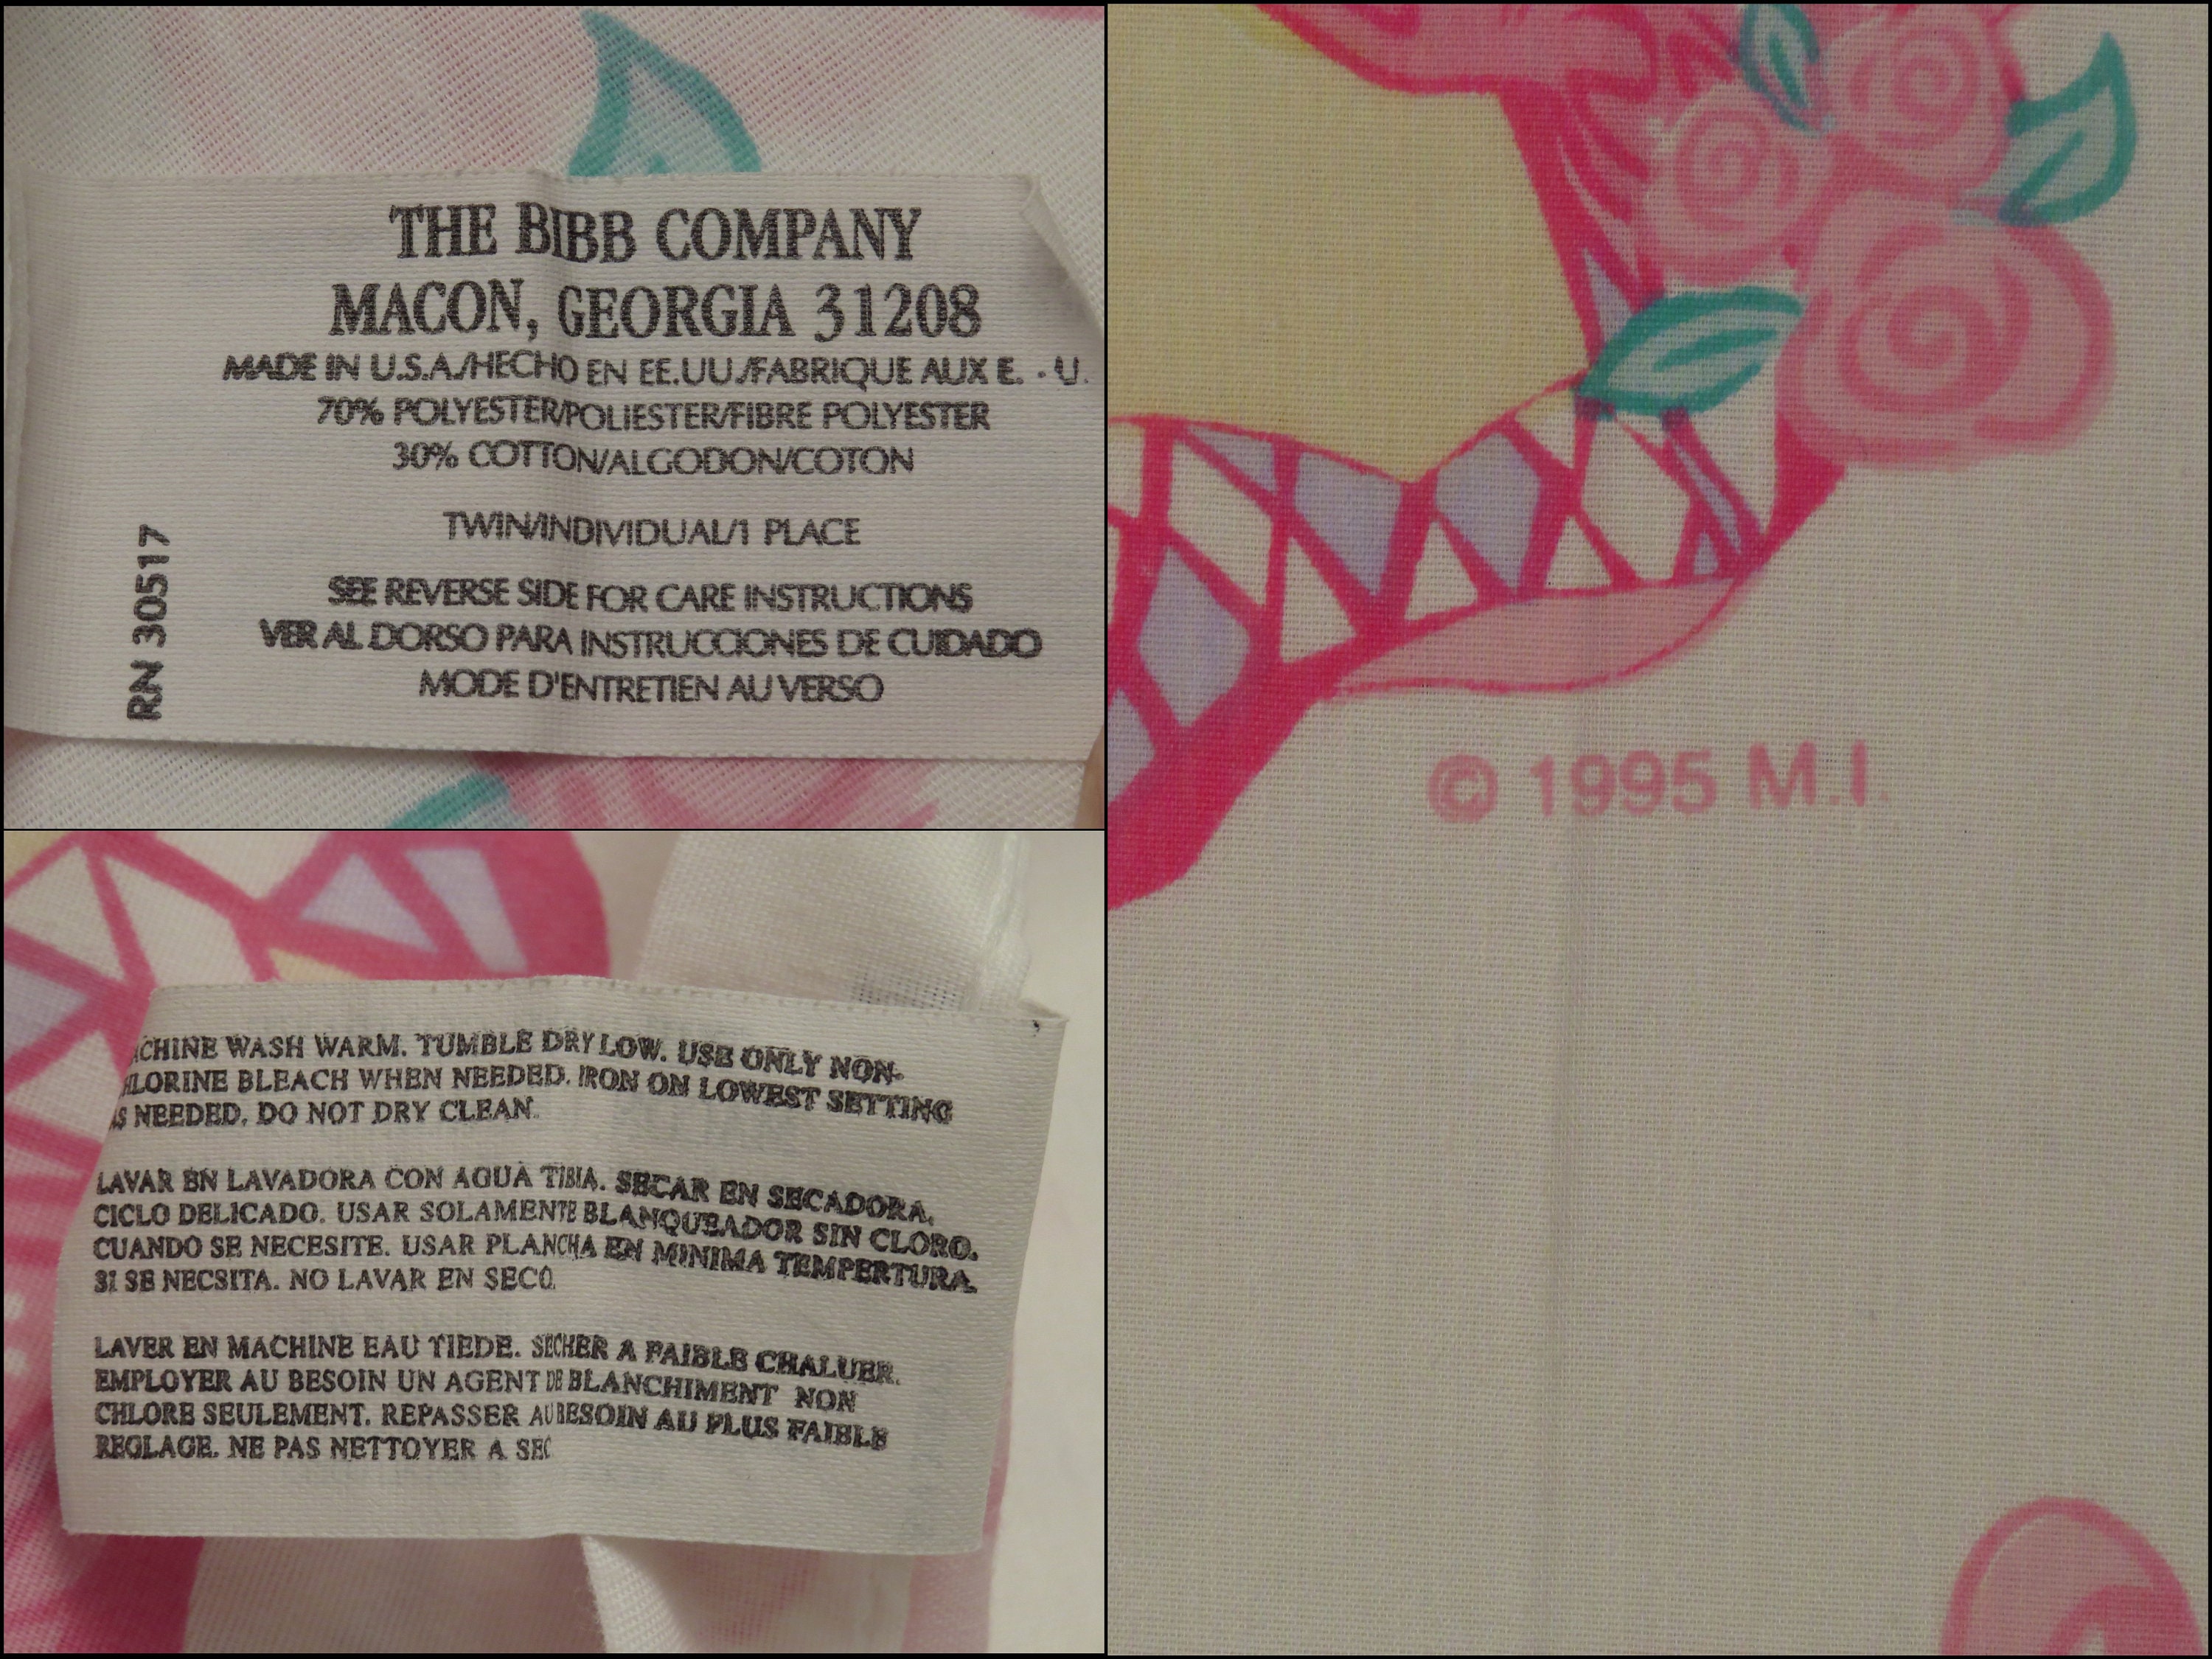 THE BIBB COMPANY
MACON, GEORGIA 31208
MADE IN U.S.A./HECHO EN EE.UU./FABRIQUE AUX E. - U.
70% POLYESTER/POLIESTER/FIBRE POLYESTER
30% COTTON/ALGODON/COTON
TWIN/INDIVIDUAL/1 PLACE
SEE REVERSE SIDE FOR CARE INSTRUCTIONS
VER AL DORSO PARA INSTRUCCIONES DE CUIDADO
MODE D'ENTRETIEN AU VERSO
RN 30517
ACHINE WASH WARM. TUMBLE DRY LOW. USE ONLY NON-
HLORINE BLEACH WHEN NEEDED. IRON ON LOWEST SETTING
AS NEEDED. DO NOT DRY CLEAN.
LAVAR EN LAVADORA CON AGUA TIBIA. SECAR EN SECADORA,
CICLO DELICADO. USAR SOLAMENTE BLANQUEADOR SIN CLORO,
CUANDO SE NECESITE. USAR PLANCHA EN MINIMA TEMPERTURA,
SI SE NECSITA. NO LAVAR EN SECO.
LAVER EN MACHINE EAU TIEDE. SECHER A FAIBLE CHALUER.
EMPLOYER AU BESOIN UN AGENT DE BLANCHIMENT NON
CHLORE SEULEMENT. REPASSER AU BESOIN AU PLUS FAIBLE
REGLAGE. NE PAS NETTOYER A SEC
© 1995 M.I.